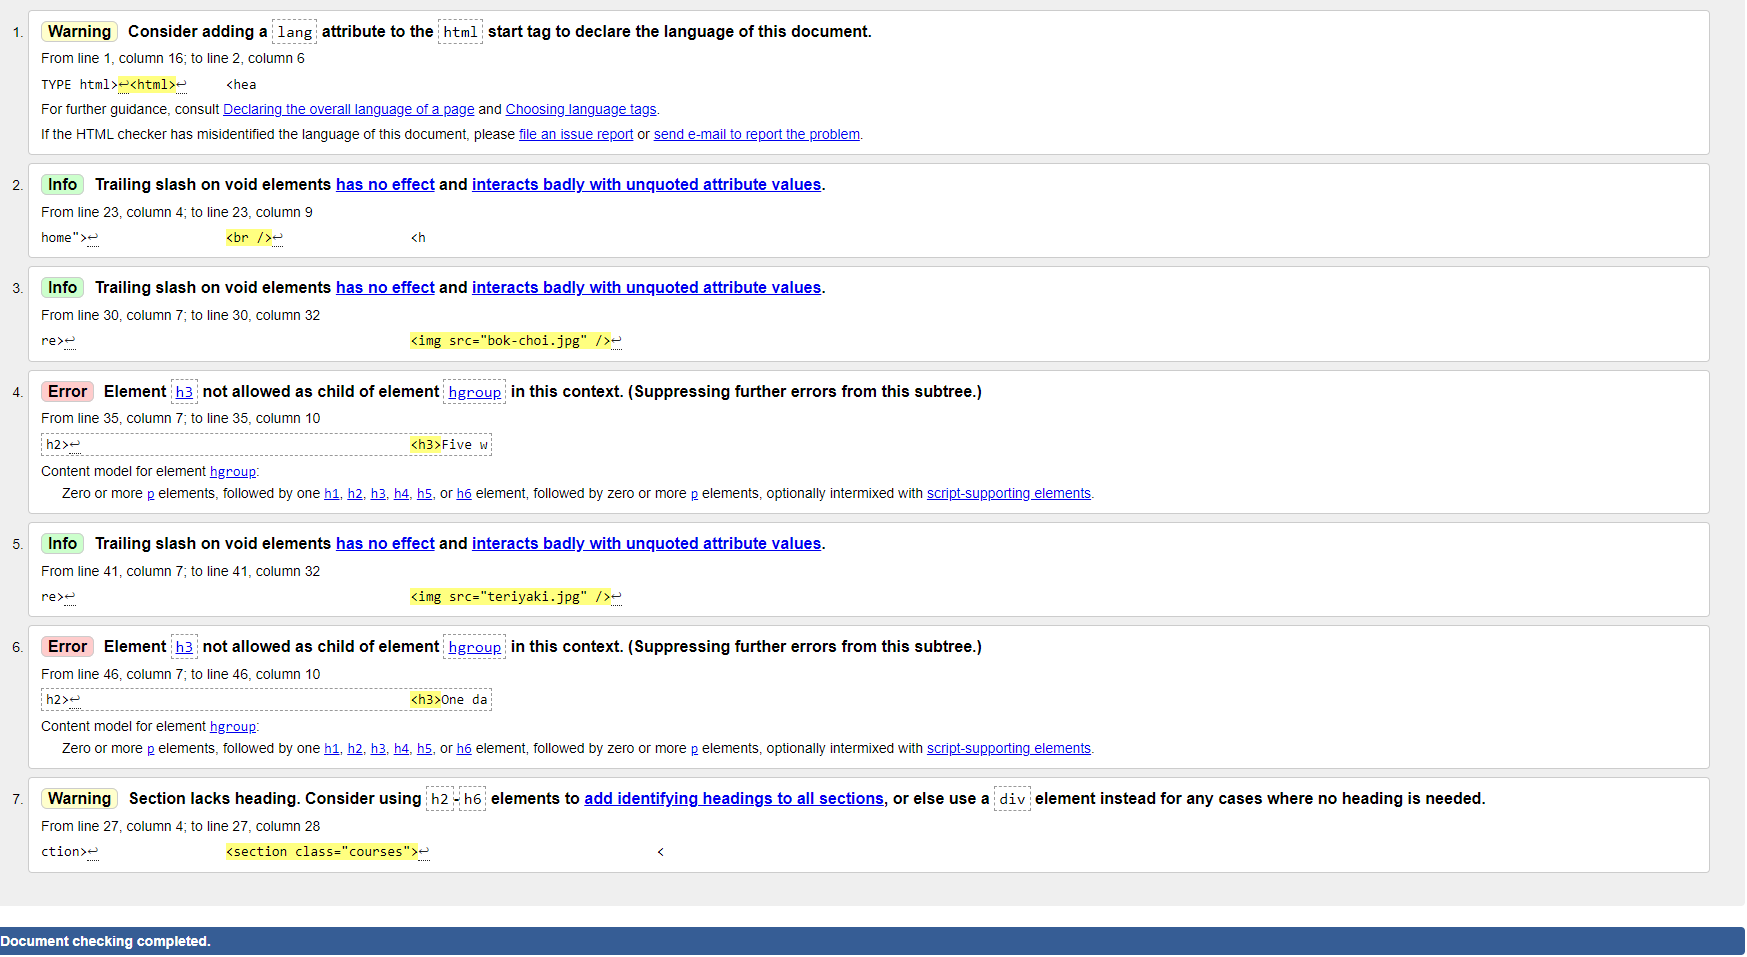 1. Warning Consider adding a lang attribute to the html start tag to declare the language of this document.
From line 1, column 16; to line 2, column 6
TYPE html>↩<html>↩ <hea
For further guidance, consult Declaring the overall language of a page and Choosing language tags.
If the HTML checker has misidentified the language of this document, please file an issue report or send e-mail to report the problem.
2. Info Trailing slash on void elements has no effect and interacts badly with unquoted attribute values.
From line 23, column 4; to line 23, column 9
home">↩ <br />↩ <h
3. Info Trailing slash on void elements has no effect and interacts badly with unquoted attribute values.
From line 30, column 7; to line 30, column 32
re>↩ <img src="bok-choi.jpg" />↩
4. Error Element h3 not allowed as child of element hgroup in this context. (Suppressing further errors from this subtree.)
From line 35, column 7; to line 35, column 10
h2>↩ <h3>Five w
Content model for element hgroup:
Zero or more p elements, followed by one h1, h2, h3, h4, h5, or h6 element, followed by zero or more p elements, optionally intermixed with script-supporting elements.
5. Info Trailing slash on void elements has no effect and interacts badly with unquoted attribute values.
From line 41, column 7; to line 41, column 32
re>↩ <img src="teriyaki.jpg" />↩
6. Error Element h3 not allowed as child of element hgroup in this context. (Suppressing further errors from this subtree.)
From line 46, column 7; to line 46, column 10
h2>↩ <h3>One da
Content model for element hgroup:
Zero or more p elements, followed by one h1, h2, h3, h4, h5, or h6 element, followed by zero or more p elements, optionally intermixed with script-supporting elements.
7. Warning Section lacks heading. Consider using h2-h6 elements to add identifying headings to all sections, or else use a div element instead for any cases where no heading is needed.
From line 27, column 4; to line 27, column 28
ction>↩ <section class="courses">↩ <
Document checking completed.